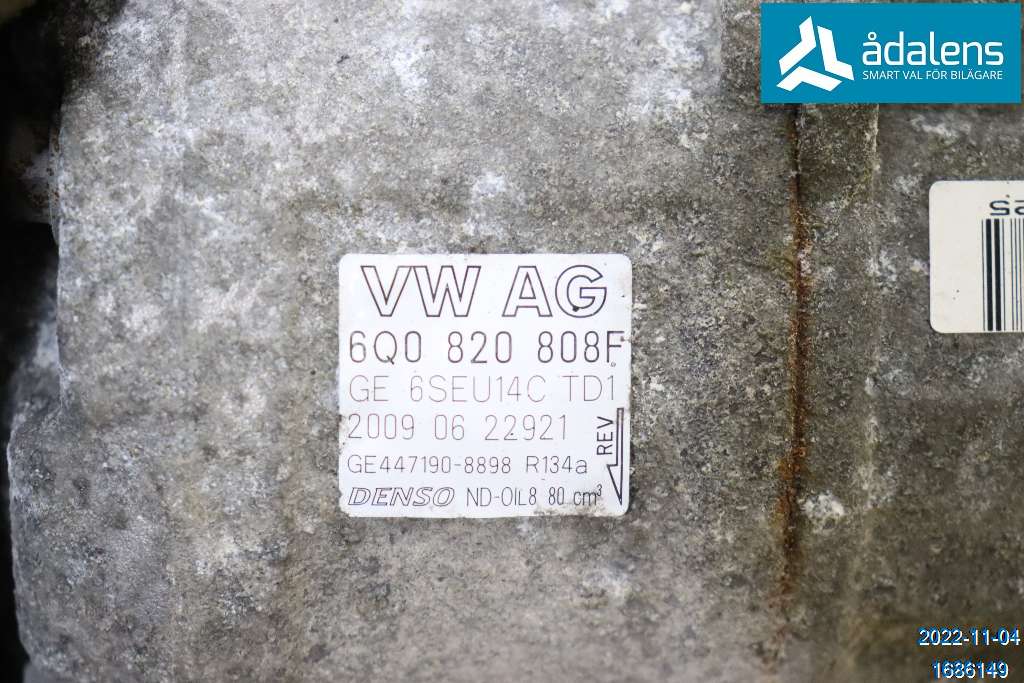 ådalens
SMART VAL FÖR BILÄGARE
VW AG
6Q0 820 808F
GE 6SEU14C TD1
2009 06 22921
REV
GE447190-8898 R134a
DENSO ND-OIL8 80 cm³
2022-11-04
1686149